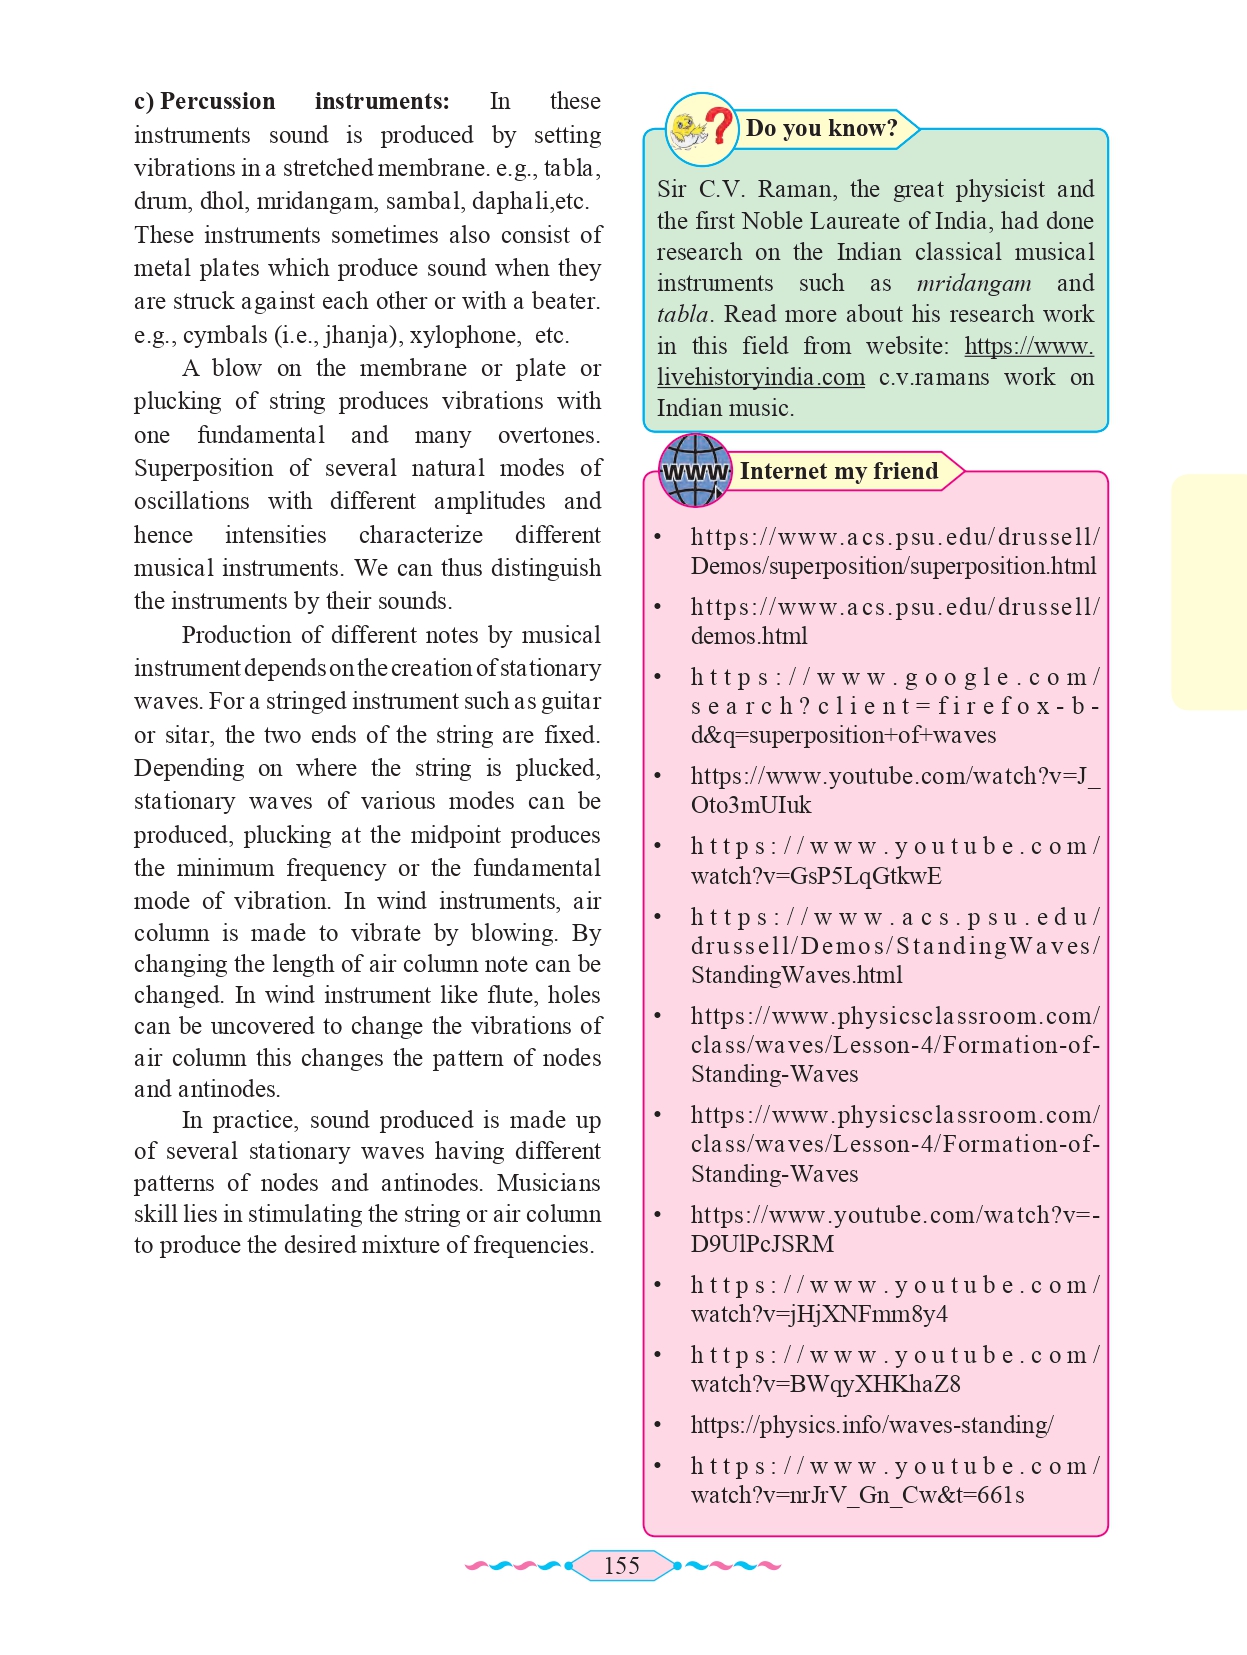 c) Percussion instruments: In these
instruments sound is produced by setting
vibrations in a stretched membrane. e.g., tabla,
drum, dhol, mridangam, sambal, daphali,etc.
These instruments sometimes also consist of
metal plates which produce sound when they
are struck against each other or with a beater.
e.g., cymbals (i.e., jhanja), xylophone, etc.
A blow on the membrane or plate or
plucking of string produces vibrations with
one fundamental and many overtones.
Superposition of several natural modes of
oscillations with different amplitudes and
hence intensities characterize different
musical instruments. We can thus distinguish
the instruments by their sounds.
Production of different notes by musical
instrument depends on the creation of stationary
waves. For a stringed instrument such as guitar
or sitar, the two ends of the string are fixed.
Depending on where the string is plucked,
stationary waves of various modes can be
produced, plucking at the midpoint produces
the minimum frequency or the fundamental
mode of vibration. In wind instruments, air
column is made to vibrate by blowing. By
changing the length of air column note can be
changed. In wind instrument like flute, holes
can be uncovered to change the vibrations of
air column this changes the pattern of nodes
and antinodes.
In practice, sound produced is made up
of several stationary waves having different
patterns of nodes and antinodes. Musicians
skill lies in stimulating the string or air column
to produce the desired mixture of frequencies.
? Do you know?
Sir C.V. Raman, the great physicist and
the first Noble Laureate of India, had done
research on the Indian classical musical
instruments such as mridangam and
tabla. Read more about his research work
in this field from website: https://www.
livehistoryindia.com c.v.ramans work on
Indian music.
WWW Internet my friend
• https://www.acs.psu.edu/drussell/
Demos/superposition/superposition.html
• https://www.acs.psu.edu/drussell/
demos.html
• https://www.google.com/
search?client=firefox-b-
d&q=superposition+of+waves
• https://www.youtube.com/watch?v=J_
Oto3mUIuk
• https://www.youtube.com/
watch?v=GsP5LqGtkwE
• https://www.acs.psu.edu/
drussell/Demos/StandingWaves/
StandingWaves.html
• https://www.physicsclassroom.com/
class/waves/Lesson-4/Formation-of-
Standing-Waves
• https://www.physicsclassroom.com/
class/waves/Lesson-4/Formation-of-
Standing-Waves
• https://www.youtube.com/watch?v=-
D9UlPcJSRM
• https://www.youtube.com/
watch?v=jHjXNFmm8y4
• https://www.youtube.com/
watch?v=BWqyXHKhaZ8
• https://physics.info/waves-standing/
• https://www.youtube.com/
watch?v=nrJrV_Gn_Cw&t=661s
155